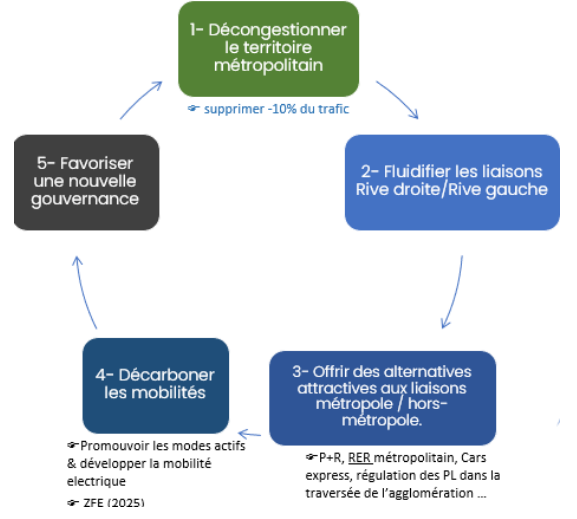 1- Décongestionner
le territoire
métropolitain
☞ supprimer -10% du trafic
2- Fluidifier les liaisons
Rive droite/Rive gauche
3- Offrir des alternatives
attractives aux liaisons
métropole / hors-
métropole.
☞P+R, RER métropolitain, Cars
express, régulation des PL dans la
traversée de l'agglomération ...
4- Décarboner
les mobilités
☞Promouvoir les modes actifs
& développer la mobilité
electrique
☞ ZFE (2025)
5- Favoriser
une nouvelle
gouvernance